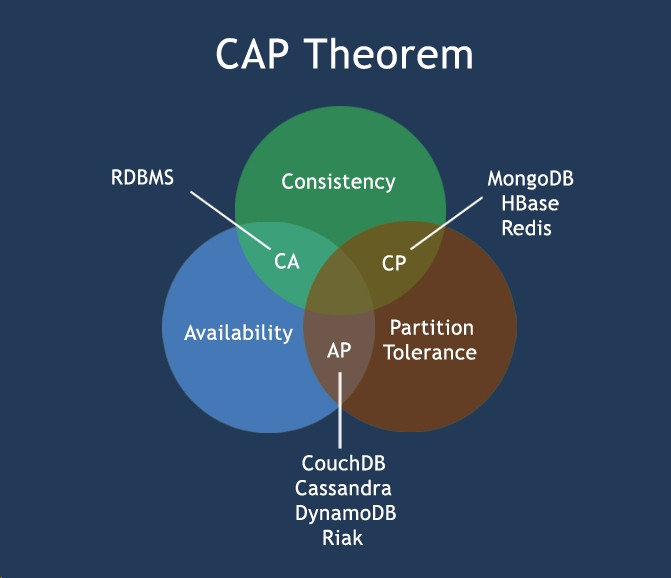 CAP Theorem
RDBMS
Consistency
MongoDB
HBase
Redis
CA
CP
Availability
Partition
Tolerance
AP
CouchDB
Cassandra
DynamoDB
Riak